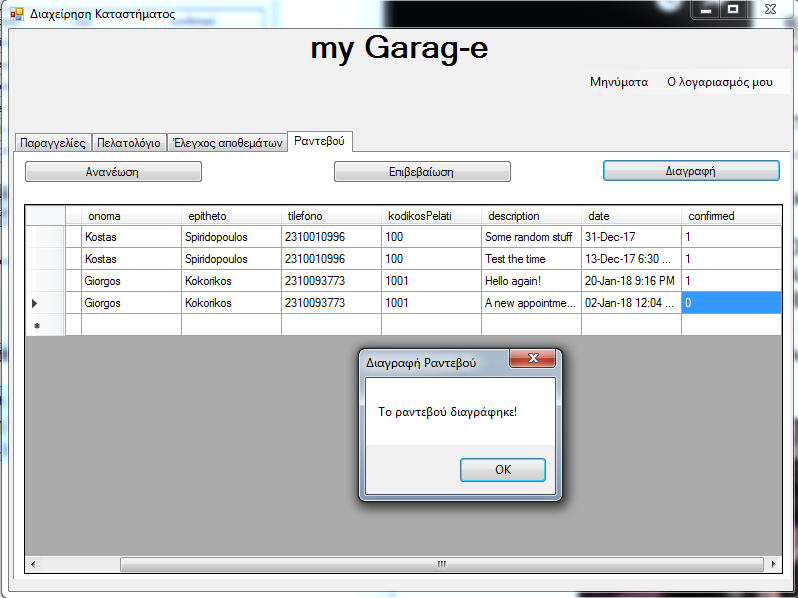 Διαχείρηση Καταστήματος
my Garag-e
Μηνύματα Ο λογαριασμός μου
Παραγγελίες Πελατολόγιο Έλεγχος αποθεμάτων Ραντεβού
Ανανέωση Επιβεβαίωση Διαγραφή
onoma epitheto tilefono kodikosPelati description date confirmed
Kostas Spiridopoulos 2310010996 100 Some random stuff 31-Dec-17 1
Kostas Spiridopoulos 2310010996 100 Test the time 13-Dec-17 6:30 ... 1
Giorgos Kokorikos 2310093773 1001 Hello again! 20-Jan-18 9:16 PM 1
Giorgos Kokorikos 2310093773 1001 A new appointme... 02-Jan-18 12:04 ... 0
Διαγραφή Ραντεβού
Το ραντεβού διαγράφηκε!
OK